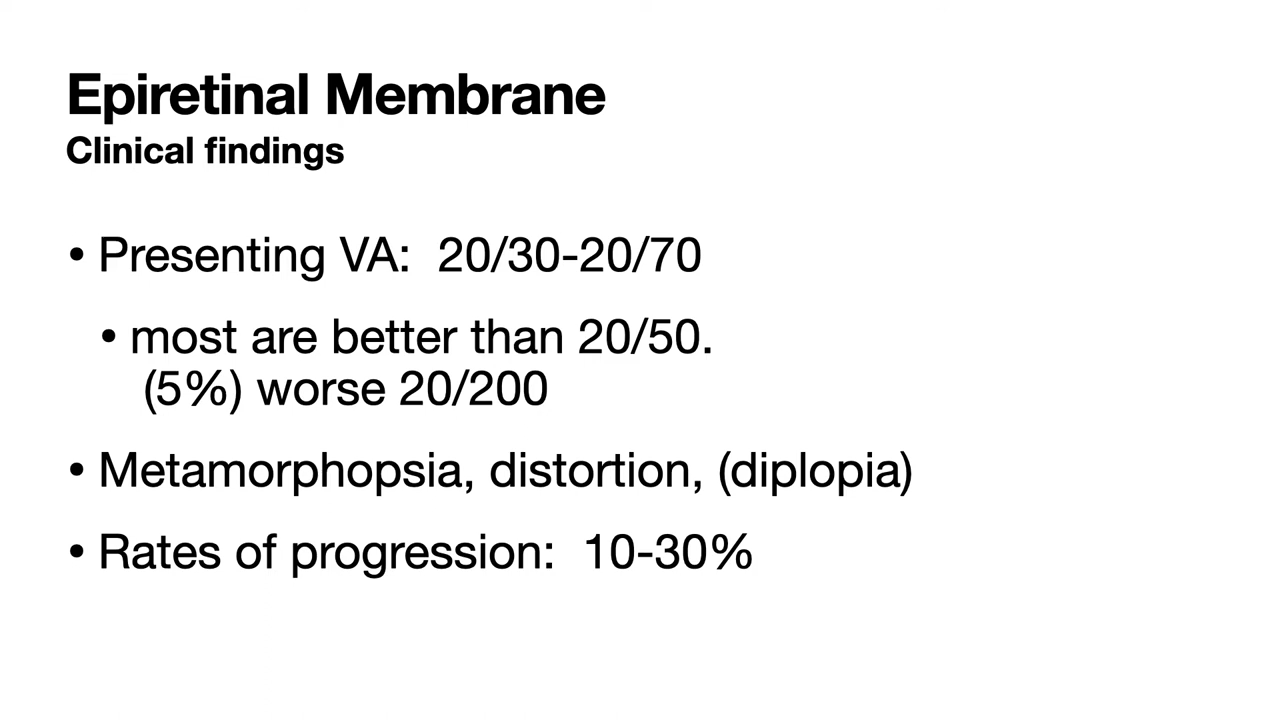 Epiretinal Membrane
Clinical findings
• Presenting VA:  20/30-20/70
• most are better than 20/50.
(5%) worse 20/200
• Metamorphopsia, distortion, (diplopia)
• Rates of progression:  10-30%